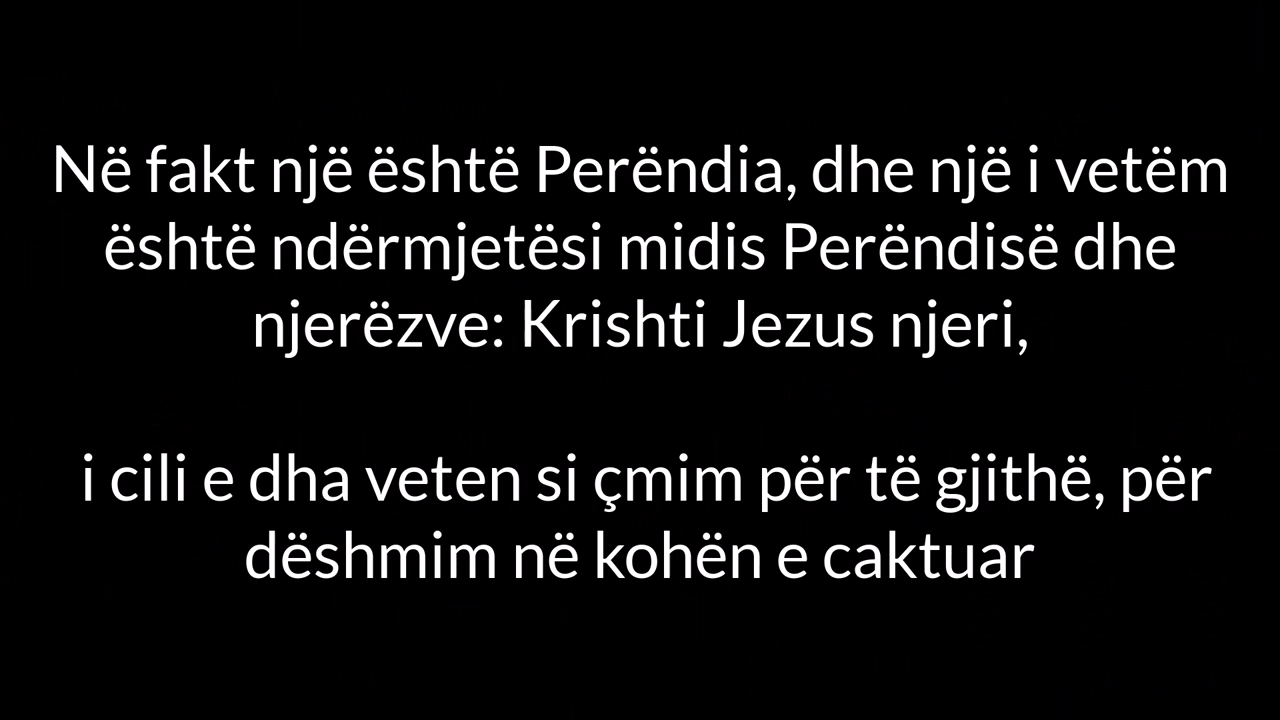 Në fakt një është Perëndia, dhe një i vetëm
është ndërmjetësi midis Perëndisë dhe
njerëzve: Krishti Jezus njeri,
i cili e dha veten si çmim për të gjithë, për
dëshmim në kohën e caktuar